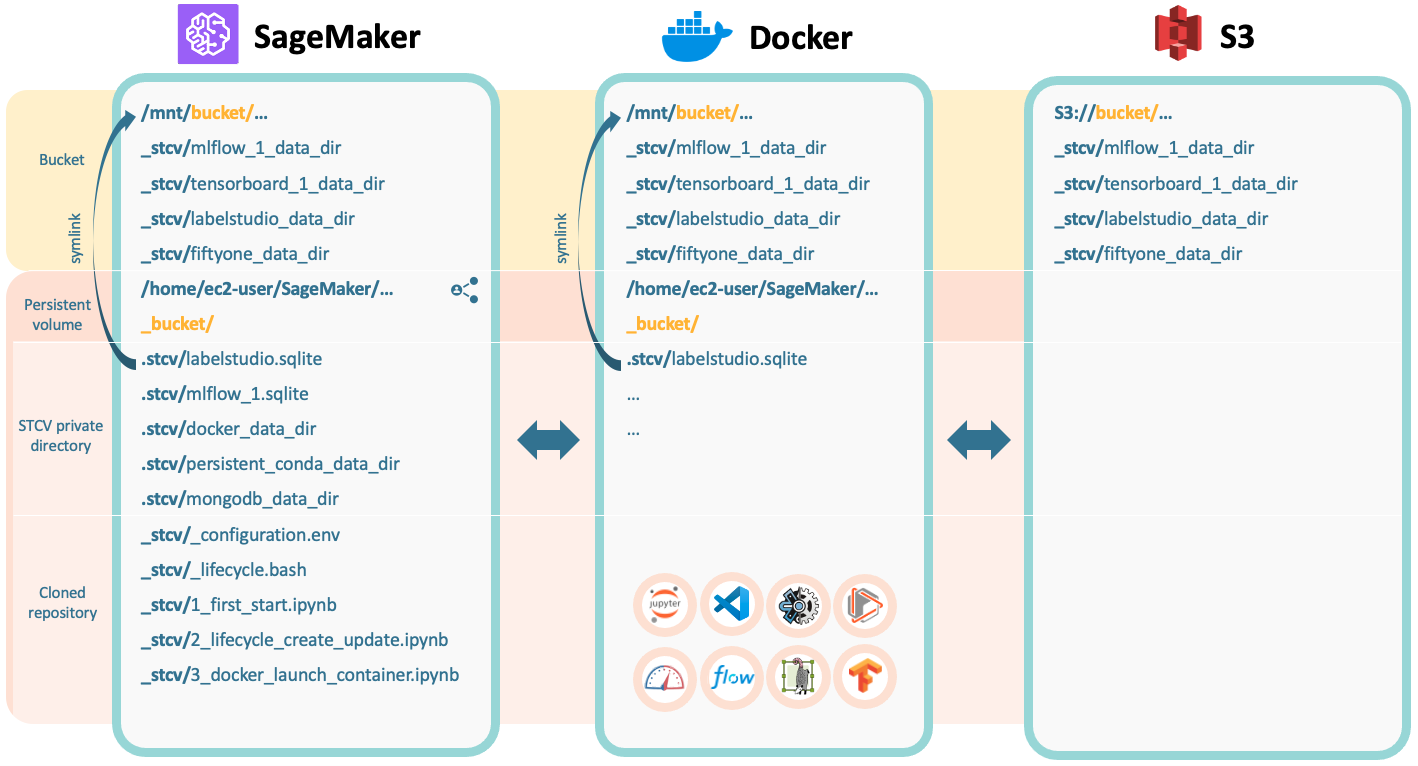 SageMaker
Docker
S3
Bucket
symlink
/mnt/bucket/...
_stcv/mlflow_1_data_dir
_stcv/tensorboard_1_data_dir
_stcv/labelstudio_data_dir
_stcv/fiftyone_data_dir
Persistent
volume
/home/ec2-user/SageMaker/...
_bucket/
STCV private
directory
.stcv/labelstudio.sqlite
.stcv/mlflow_1.sqlite
.stcv/docker_data_dir
.stcv/persistent_conda_data_dir
.stcv/mongodb_data_dir
Cloned
repository
_stcv/_configuration.env
_stcv/_lifecycle.bash
_stcv/1_first_start.ipynb
_stcv/2_lifecycle_create_update.ipynb
_stcv/3_docker_launch_container.ipynb
symlink
/mnt/bucket/...
_stcv/mlflow_1_data_dir
_stcv/tensorboard_1_data_dir
_stcv/labelstudio_data_dir
_stcv/fiftyone_data_dir
/home/ec2-user/SageMaker/...
_bucket/
.stcv/labelstudio.sqlite
...
...
jupyter
flow
S3://bucket/...
_stcv/mlflow_1_data_dir
_stcv/tensorboard_1_data_dir
_stcv/labelstudio_data_dir
_stcv/fiftyone_data_dir